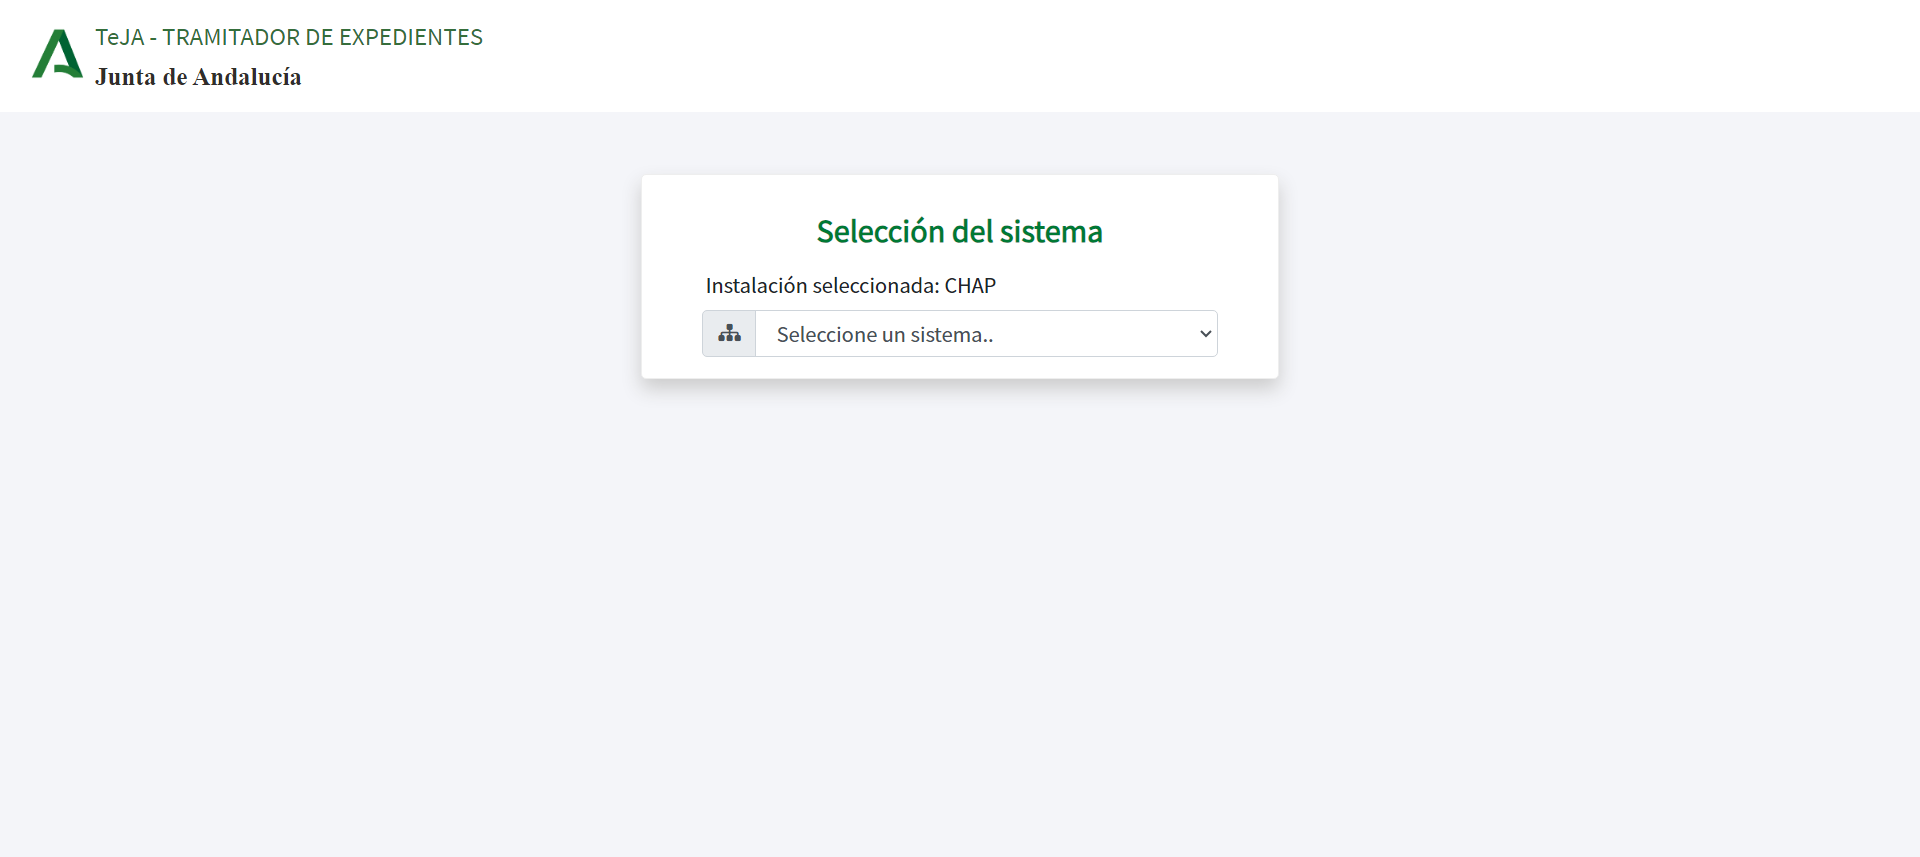 TeJA - TRAMITADOR DE EXPEDIENTES
Junta de Andalucía
Selección del sistema
Instalación seleccionada: CHAP
Seleccione un sistema..